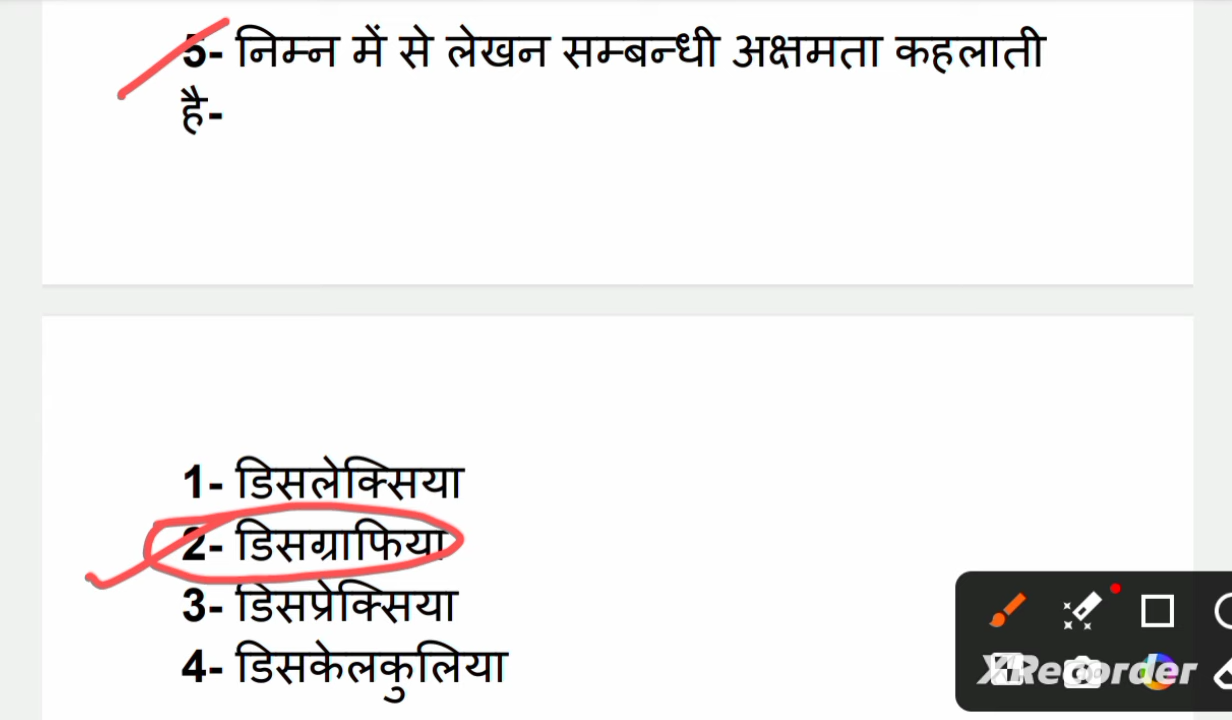 5- निम्न में से लेखन सम्बन्धी अक्षमता कहलाती
है-
1- डिसलेक्सिया
2- डिसग्राफिया
3- डिसप्रेक्सिया
4- डिसकेलकुलिया
XRecorder